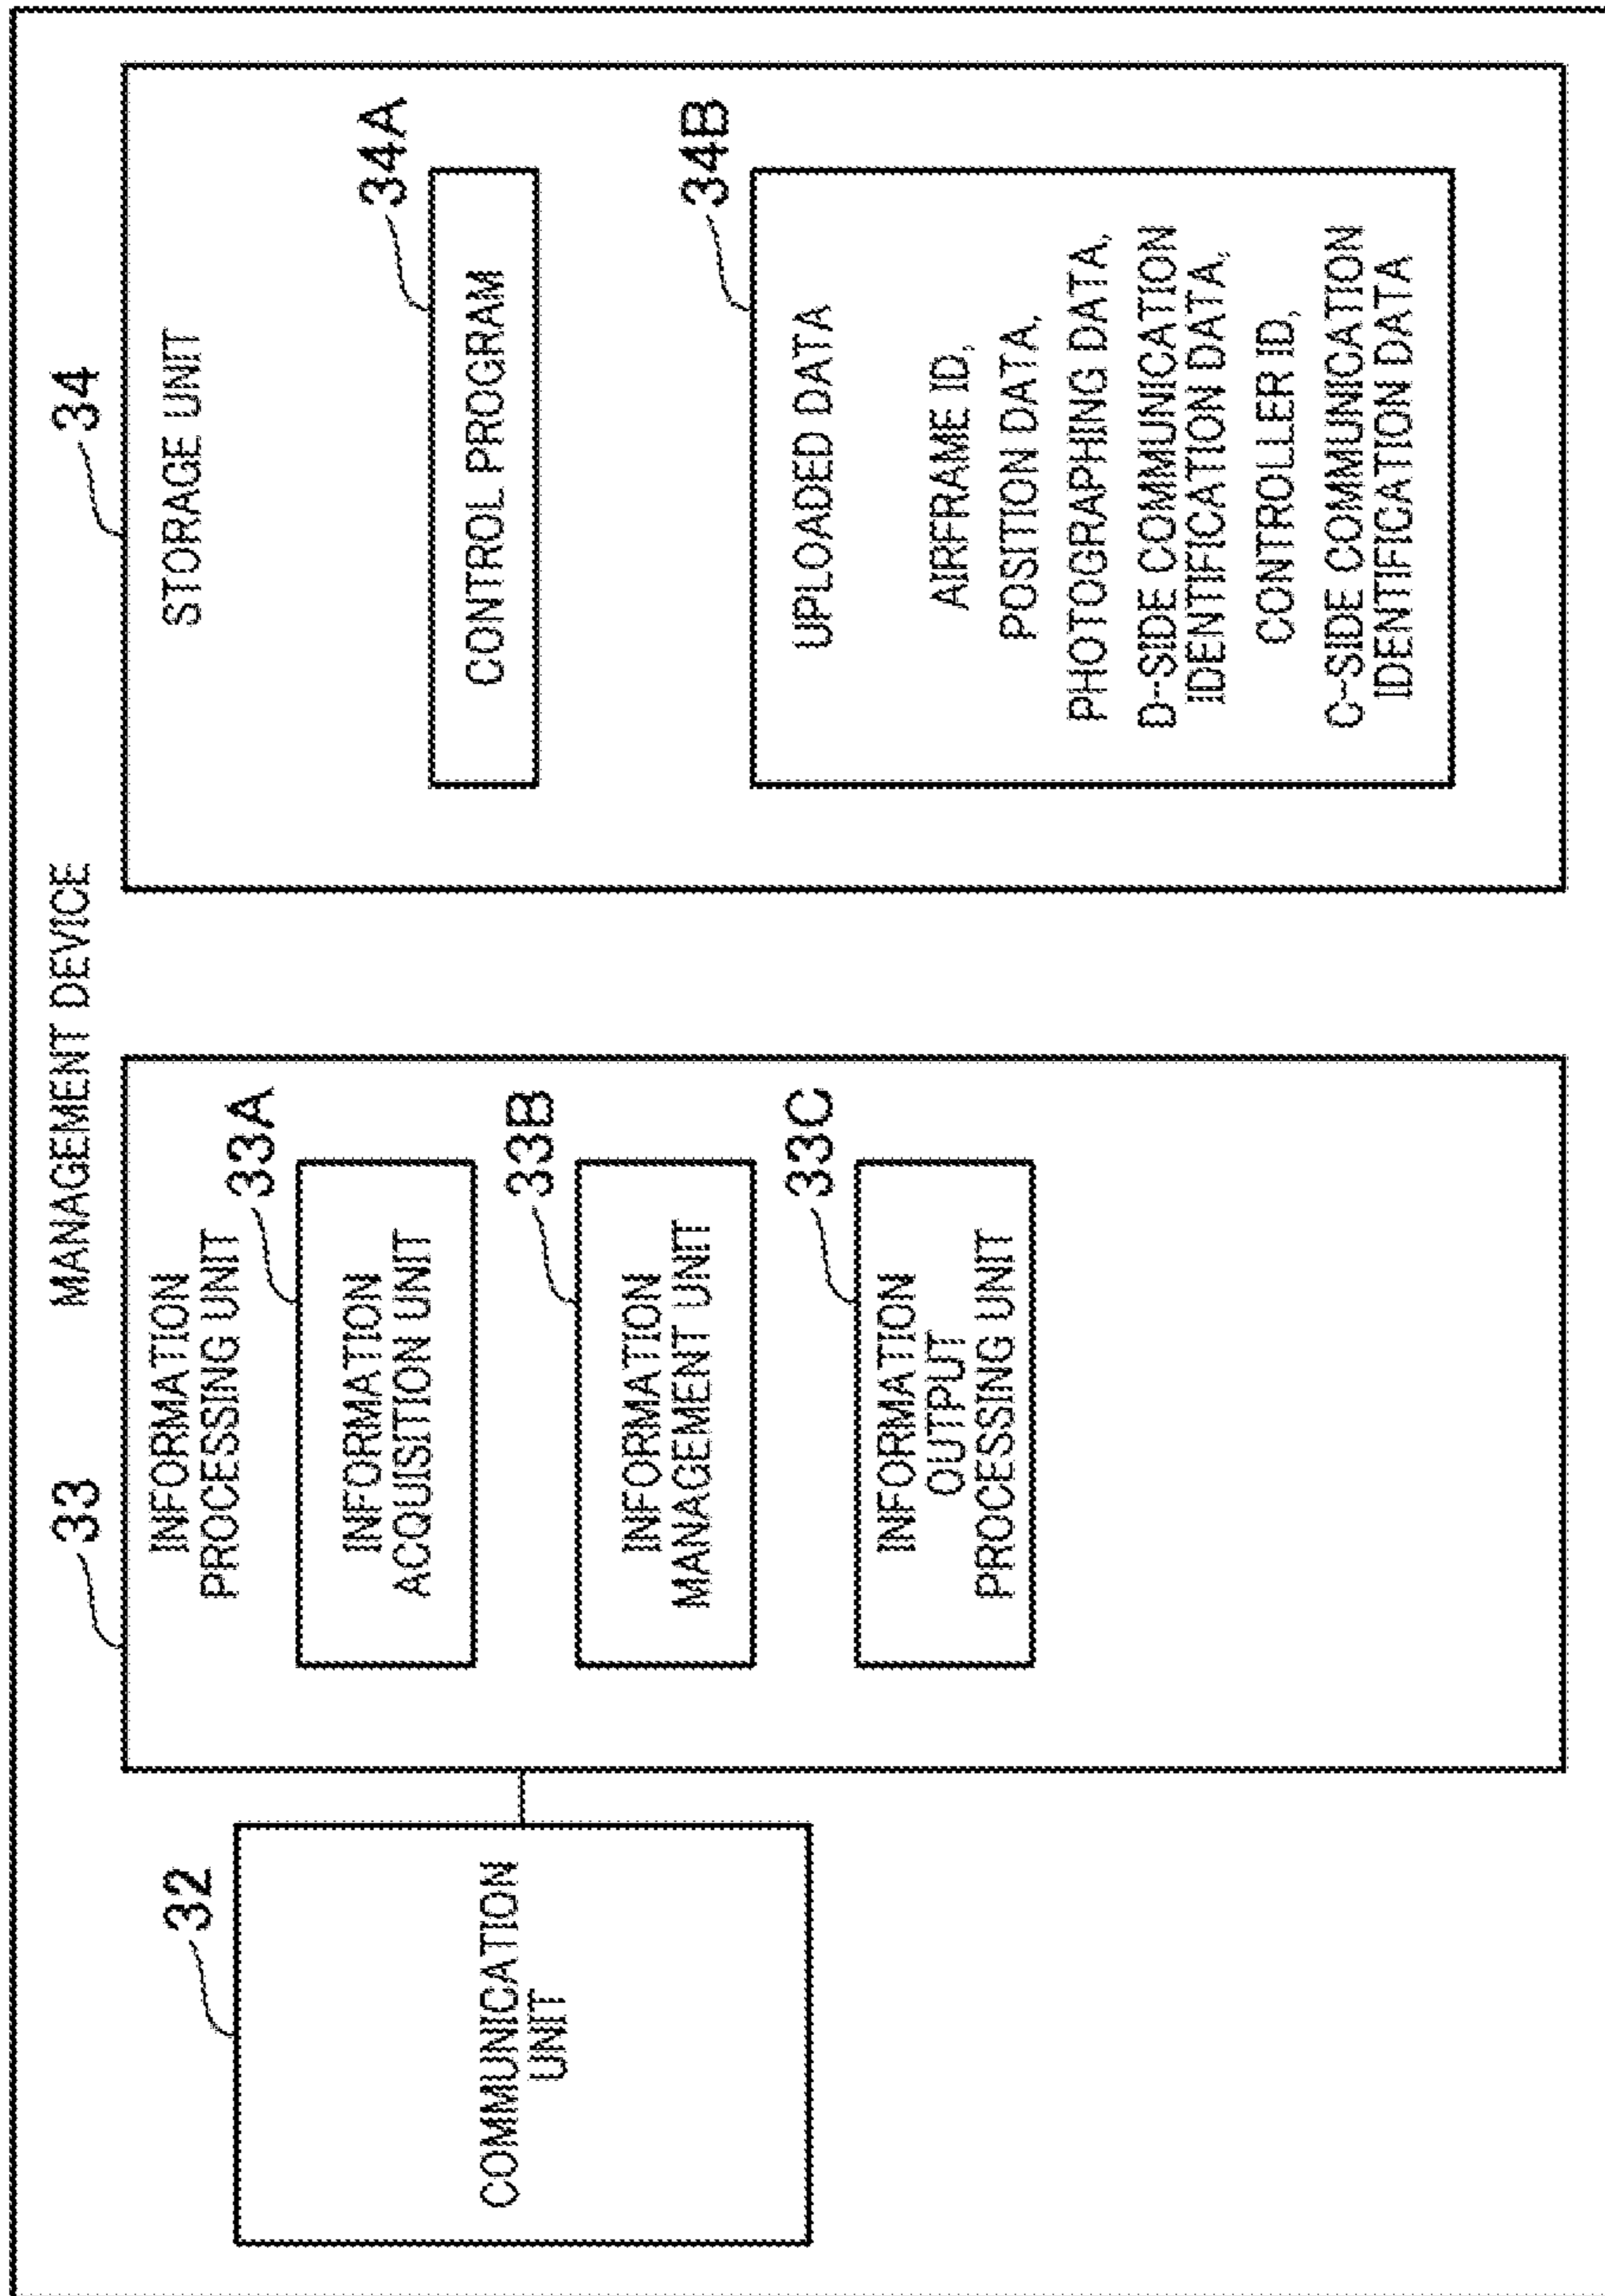 MANAGEMENT DEVICE
32
COMMUNICATION
UNIT
33
INFORMATION
PROCESSING UNIT
33A
INFORMATION
ACQUISITION UNIT
33B
INFORMATION
MANAGEMENT UNIT
33C
INFORMATION
OUTPUT
PROCESSING UNIT
34
STORAGE UNIT
34A
CONTROL PROGRAM
34B
UPLOADED DATA
AIRFRAME ID,
POSITION DATA,
PHOTOGRAPHING DATA,
D-SIDE COMMUNICATION
IDENTIFICATION DATA,
CONTROLLER ID,
C-SIDE COMMUNICATION
IDENTIFICATION DATA